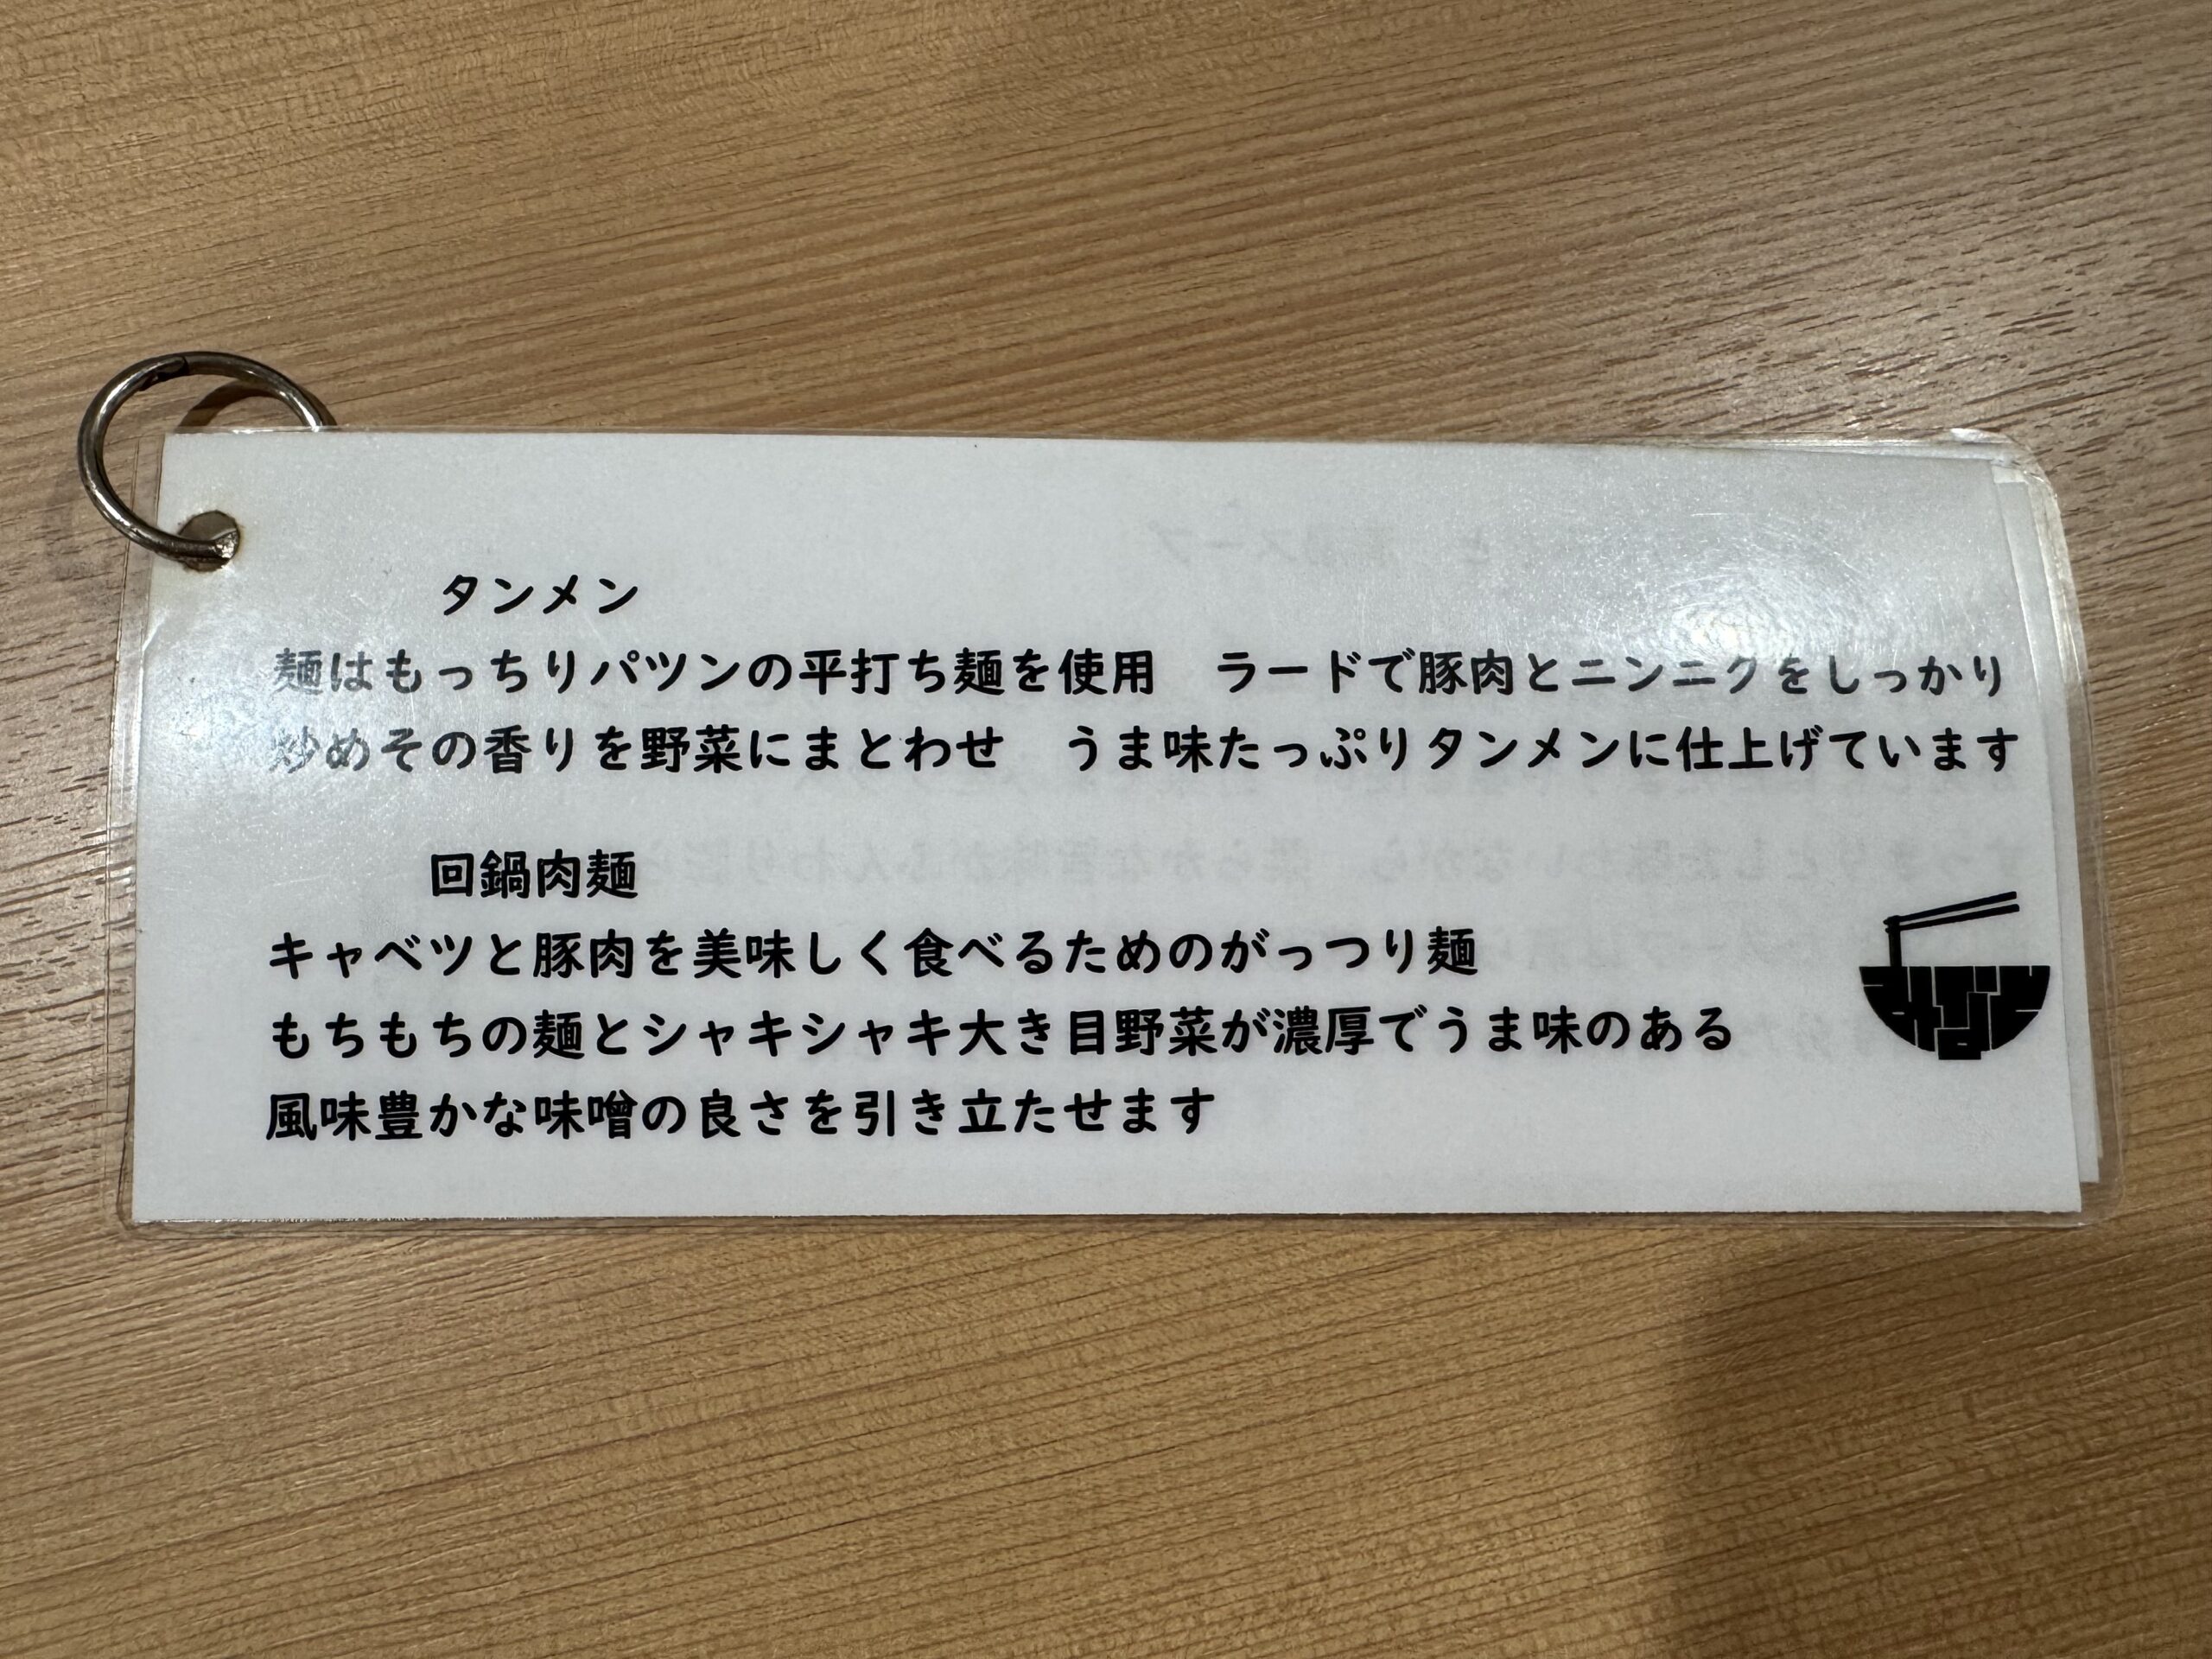 タンメン
麺はもっちりパツンの平打ち麺を使用　ラードで豚肉とニンニクをしっかり
炒めその香りを野菜にまとわせ　うま味たっぷりタンメンに仕上げています
回鍋肉麺
キャベツと豚肉を美味しく食べるためのがっつり麺
もちもちの麺とシャキシャキ大き目野菜が濃厚でうま味のある
風味豊かな味噌の良さを引き立たせます